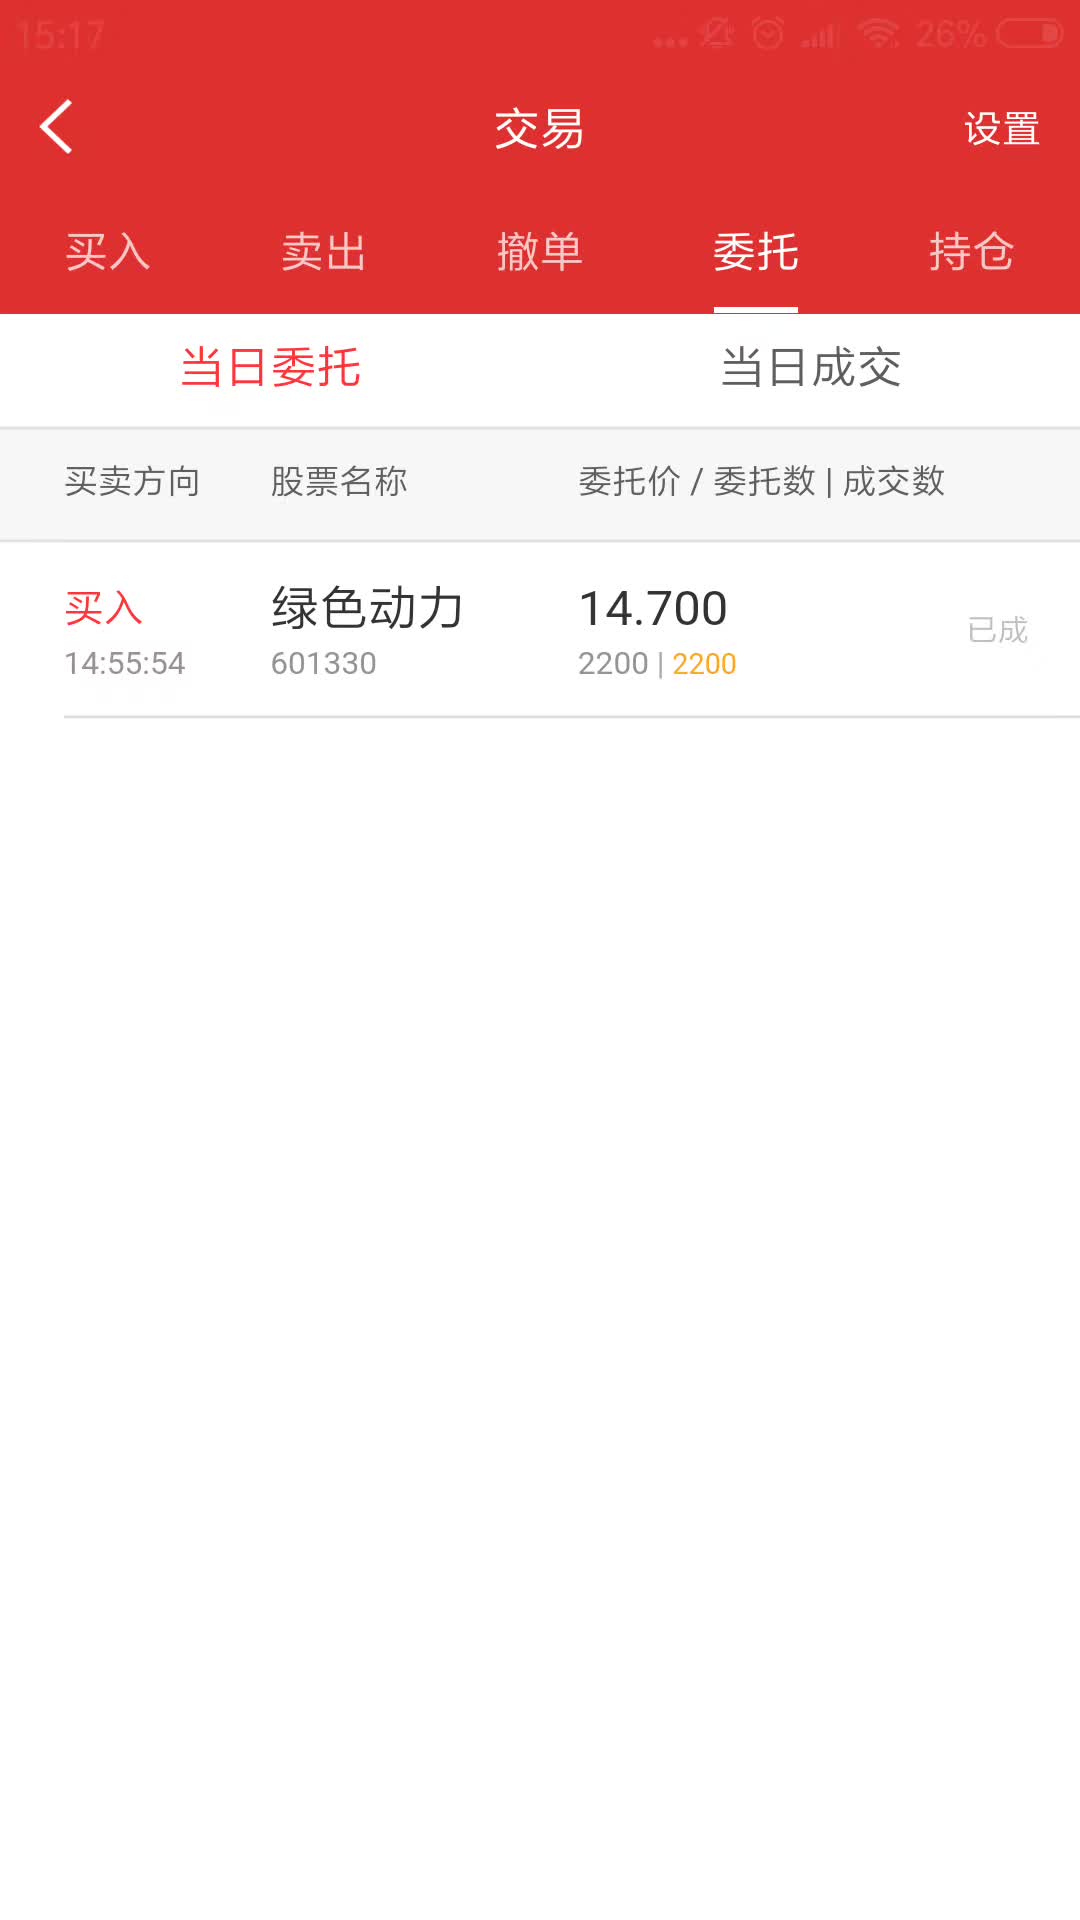 15:17 26%
交易 设置
买入 卖出 撤单 委托 持仓
当日委托 当日成交
买卖方向 股票名称 委托价 / 委托数 | 成交数
买入 绿色动力 14.700 已成
14:55:54 601330 2200 | 2200